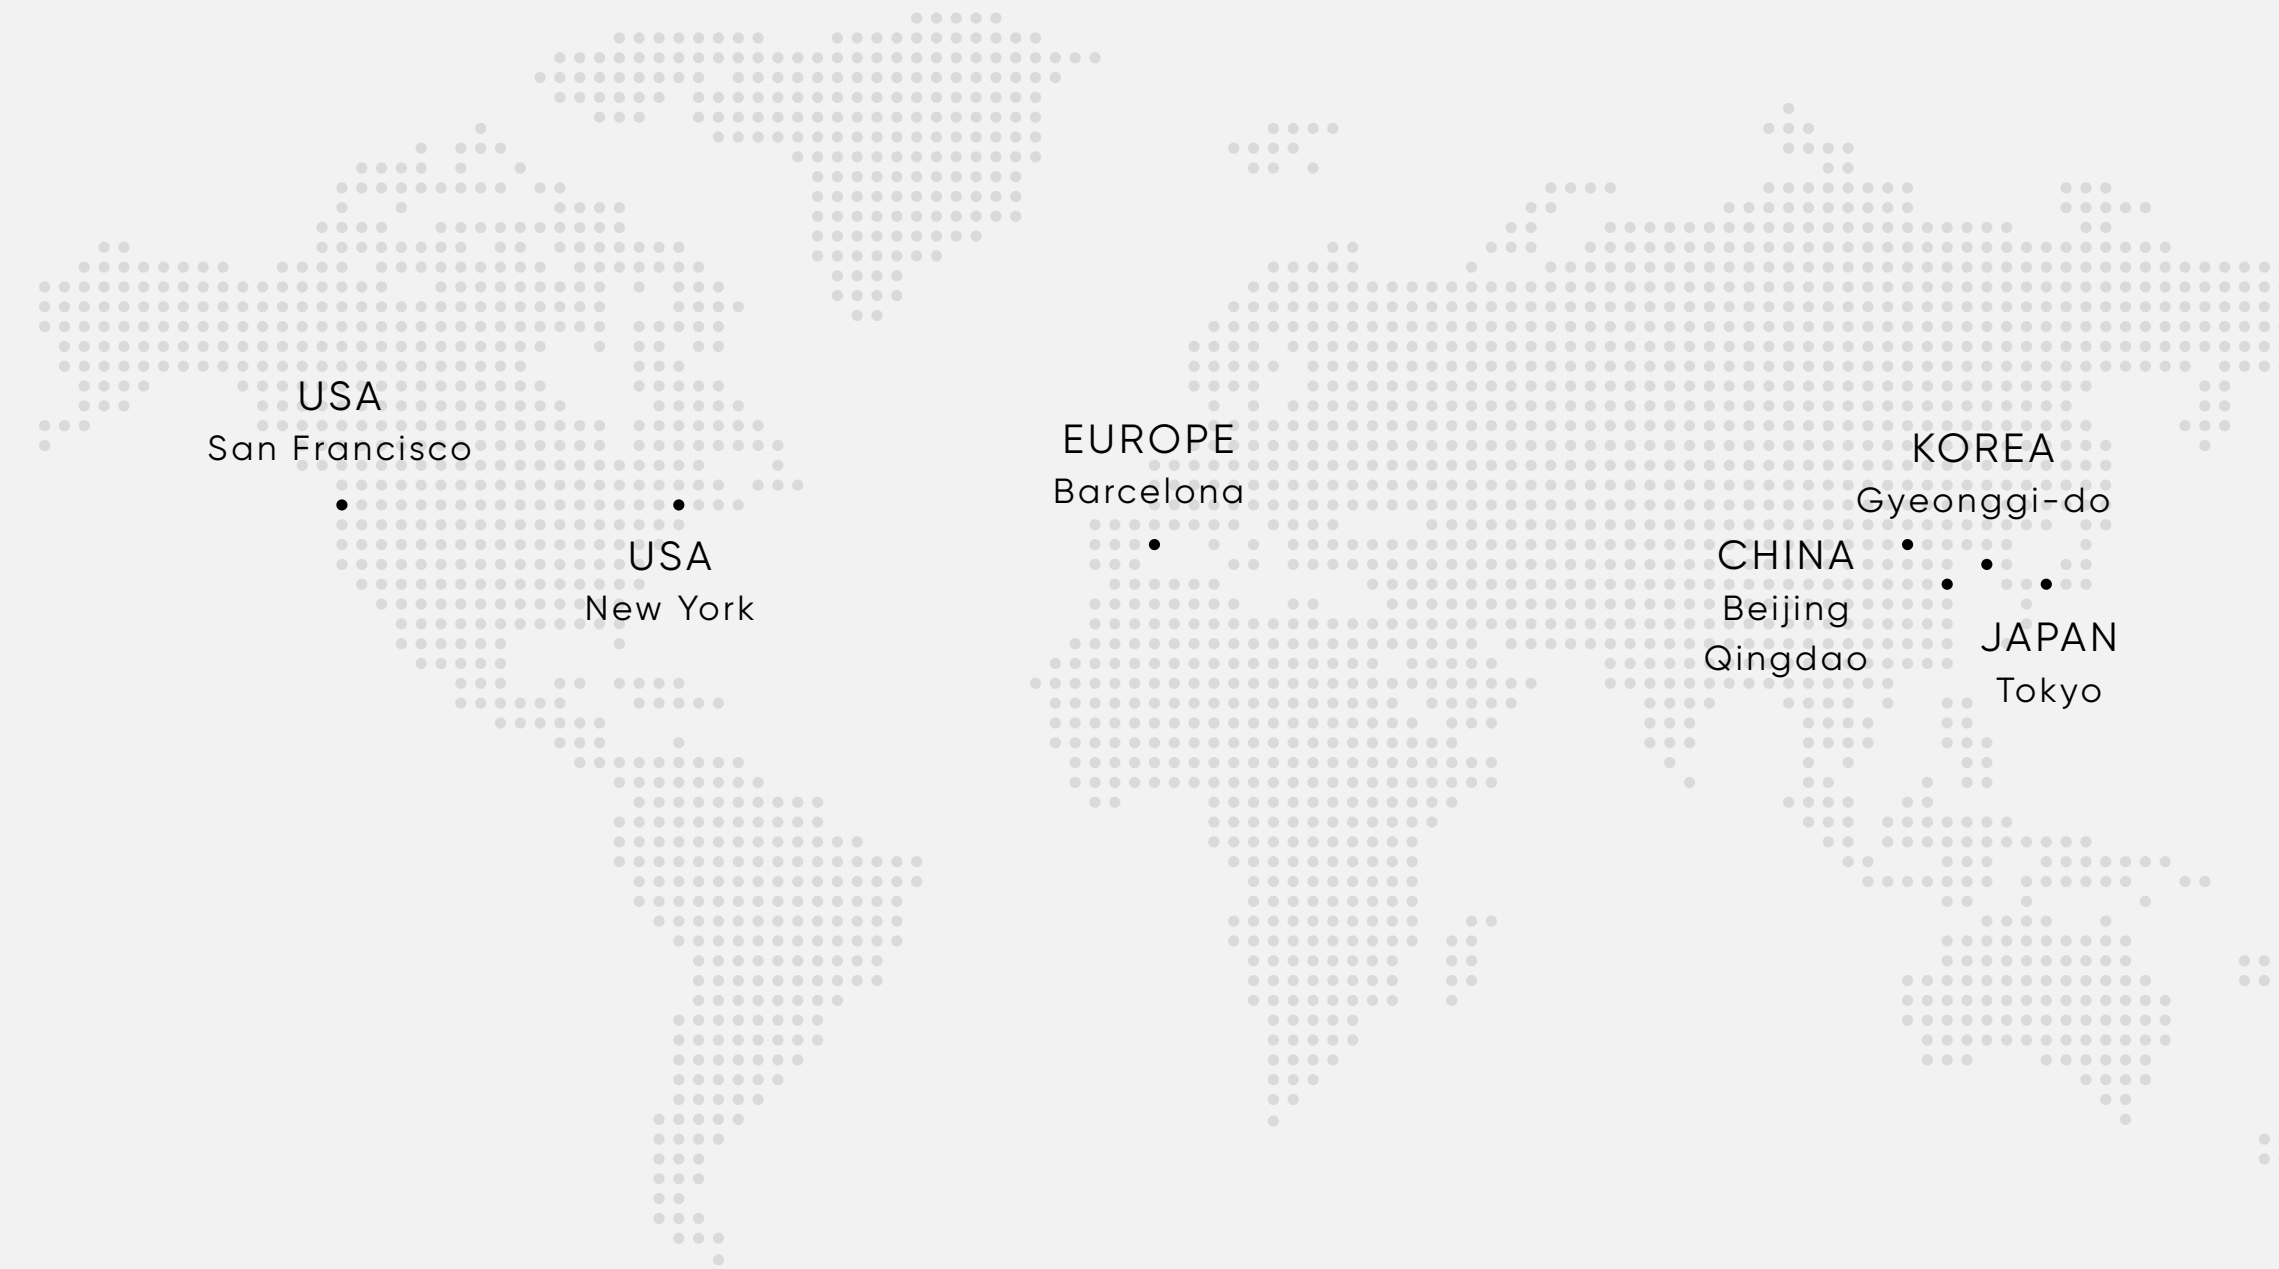 USA
San Francisco
USA
New York
EUROPE
Barcelona
KOREA
Gyeonggi-do
CHINA
Beijing
Qingdao
JAPAN
Tokyo